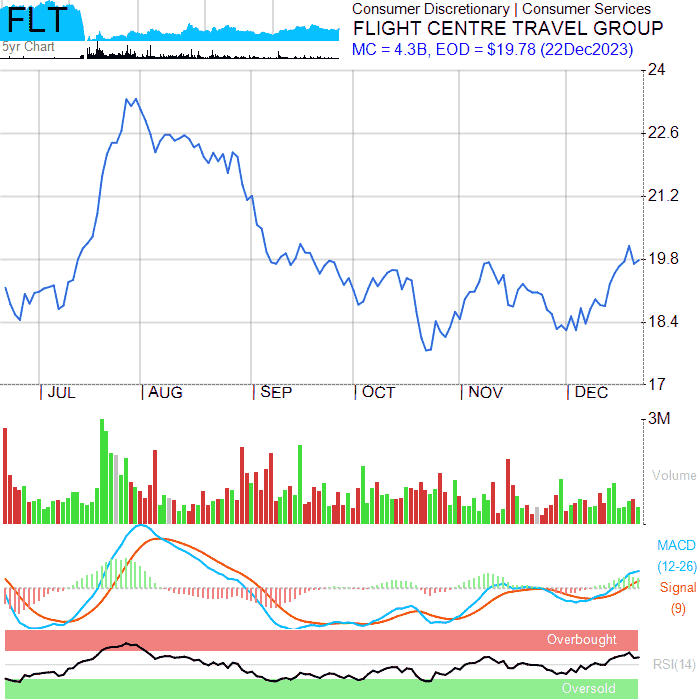 FLT
5yr Chart
Consumer Discretionary | Consumer Services
FLIGHT CENTRE TRAVEL GROUP
MC = 4.3B, EOD = $19.78 (22Dec2023)
24
22.6
21.2
19.8
18.4
17
JUL AUG SEP OCT NOV DEC
3M
Volume
MACD
(12-26)
Signal
(9)
Overbought
RSI(14)
Oversold